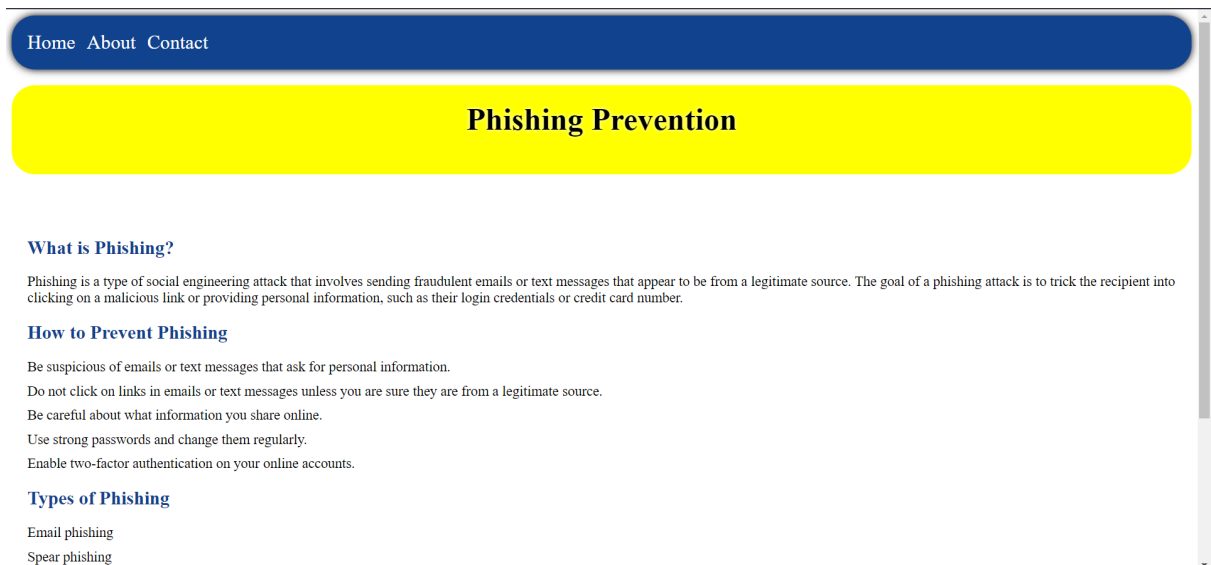 Home About Contact
Phishing Prevention
What is Phishing?
Phishing is a type of social engineering attack that involves sending fraudulent emails or text messages that appear to be from a legitimate source. The goal of a phishing attack is to trick the recipient into
clicking on a malicious link or providing personal information, such as their login credentials or credit card number.
How to Prevent Phishing
Be suspicious of emails or text messages that ask for personal information.
Do not click on links in emails or text messages unless you are sure they are from a legitimate source.
Be careful about what information you share online.
Use strong passwords and change them regularly.
Enable two-factor authentication on your online accounts.
Types of Phishing
Email phishing
Spear phishing